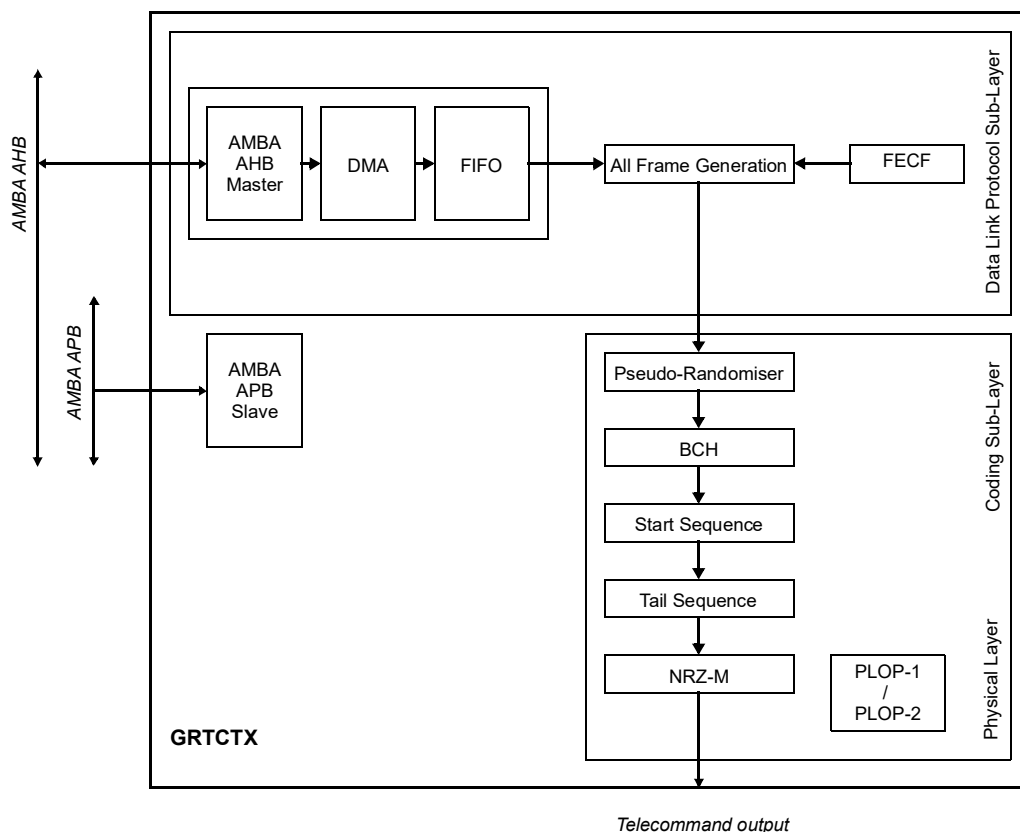 AMBA AHB
AMBA
AHB
Master
DMA
FIFO
All Frame Generation
FECF
Data Link Protocol Sub-Layer
AMBA APB
AMBA
APB
Slave
Pseudo-Randomiser
BCH
Start Sequence
Tail Sequence
NRZ-M
Coding Sub-Layer
Physical Layer
PLOP-1
/
PLOP-2
GRTCTX
Telecommand output